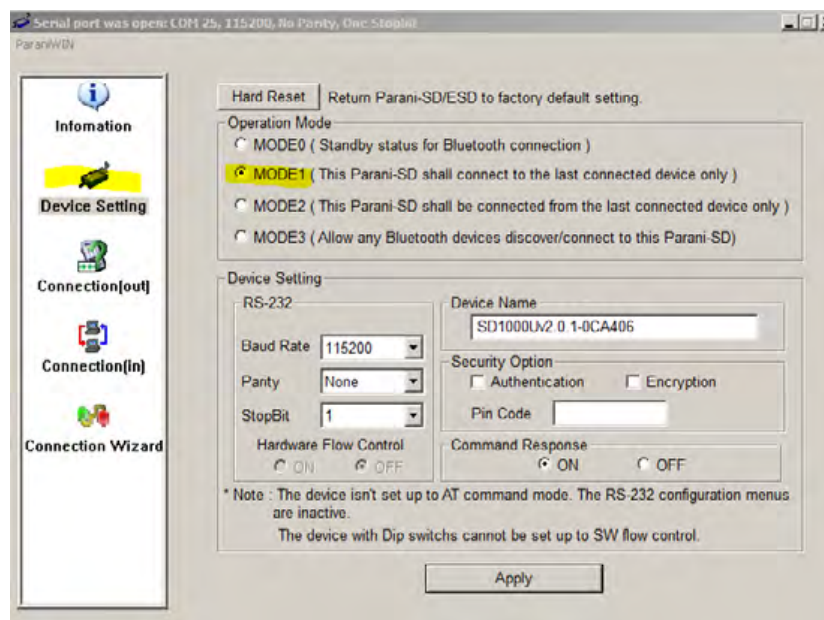 Serial port was open: COM 25, 115200, No Parity, One Stopbit
ParaniWIN
Infomation
Device Setting
Connection[out]
Connection[in]
Connection Wizard
Hard Reset Return Parani-SD/ESD to factory default setting.
Operation Mode
MODE0 ( Standby status for Bluetooth connection )
MODE1 ( This Parani-SD shall connect to the last connected device only )
MODE2 ( This Parani-SD shall be connected from the last connected device only )
MODE3 ( Allow any Bluetooth devices discover/connect to this Parani-SD)
Device Setting
RS-232
Baud Rate 115200
Parity None
StopBit 1
Hardware Flow Control
ON OFF
Device Name
SD1000Uv2.0.1-0CA406
Security Option
Authentication Encryption
Pin Code
Command Response
ON OFF
* Note : The device isn't set up to AT command mode. The RS-232 configuration menus
are inactive.
The device with Dip switchs cannot be set up to SW flow control.
Apply